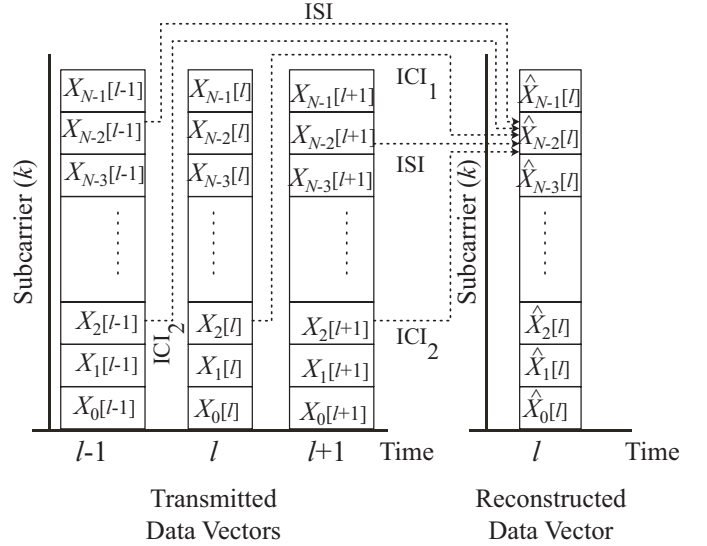 ISI
ICI_1
ISI
ICI_2
ICI_2
Subcarrier (k)
X_{N-1}[l-1]
X_{N-2}[l-1]
X_{N-3}[l-1]
X_2[l-1]
X_1[l-1]
X_0[l-1]
X_{N-1}[l]
X_{N-2}[l]
X_{N-3}[l]
X_2[l]
X_1[l]
X_0[l]
X_{N-1}[l+1]
X_{N-2}[l+1]
X_{N-3}[l+1]
X_2[l+1]
X_1[l+1]
X_0[l+1]
l-1
l
l+1
Time
Transmitted
Data Vectors
Subcarrier (k)
X̂_{N-1}[l]
X̂_{N-2}[l]
X̂_{N-3}[l]
X̂_2[l]
X̂_1[l]
X̂_0[l]
l
Time
Reconstructed
Data Vector